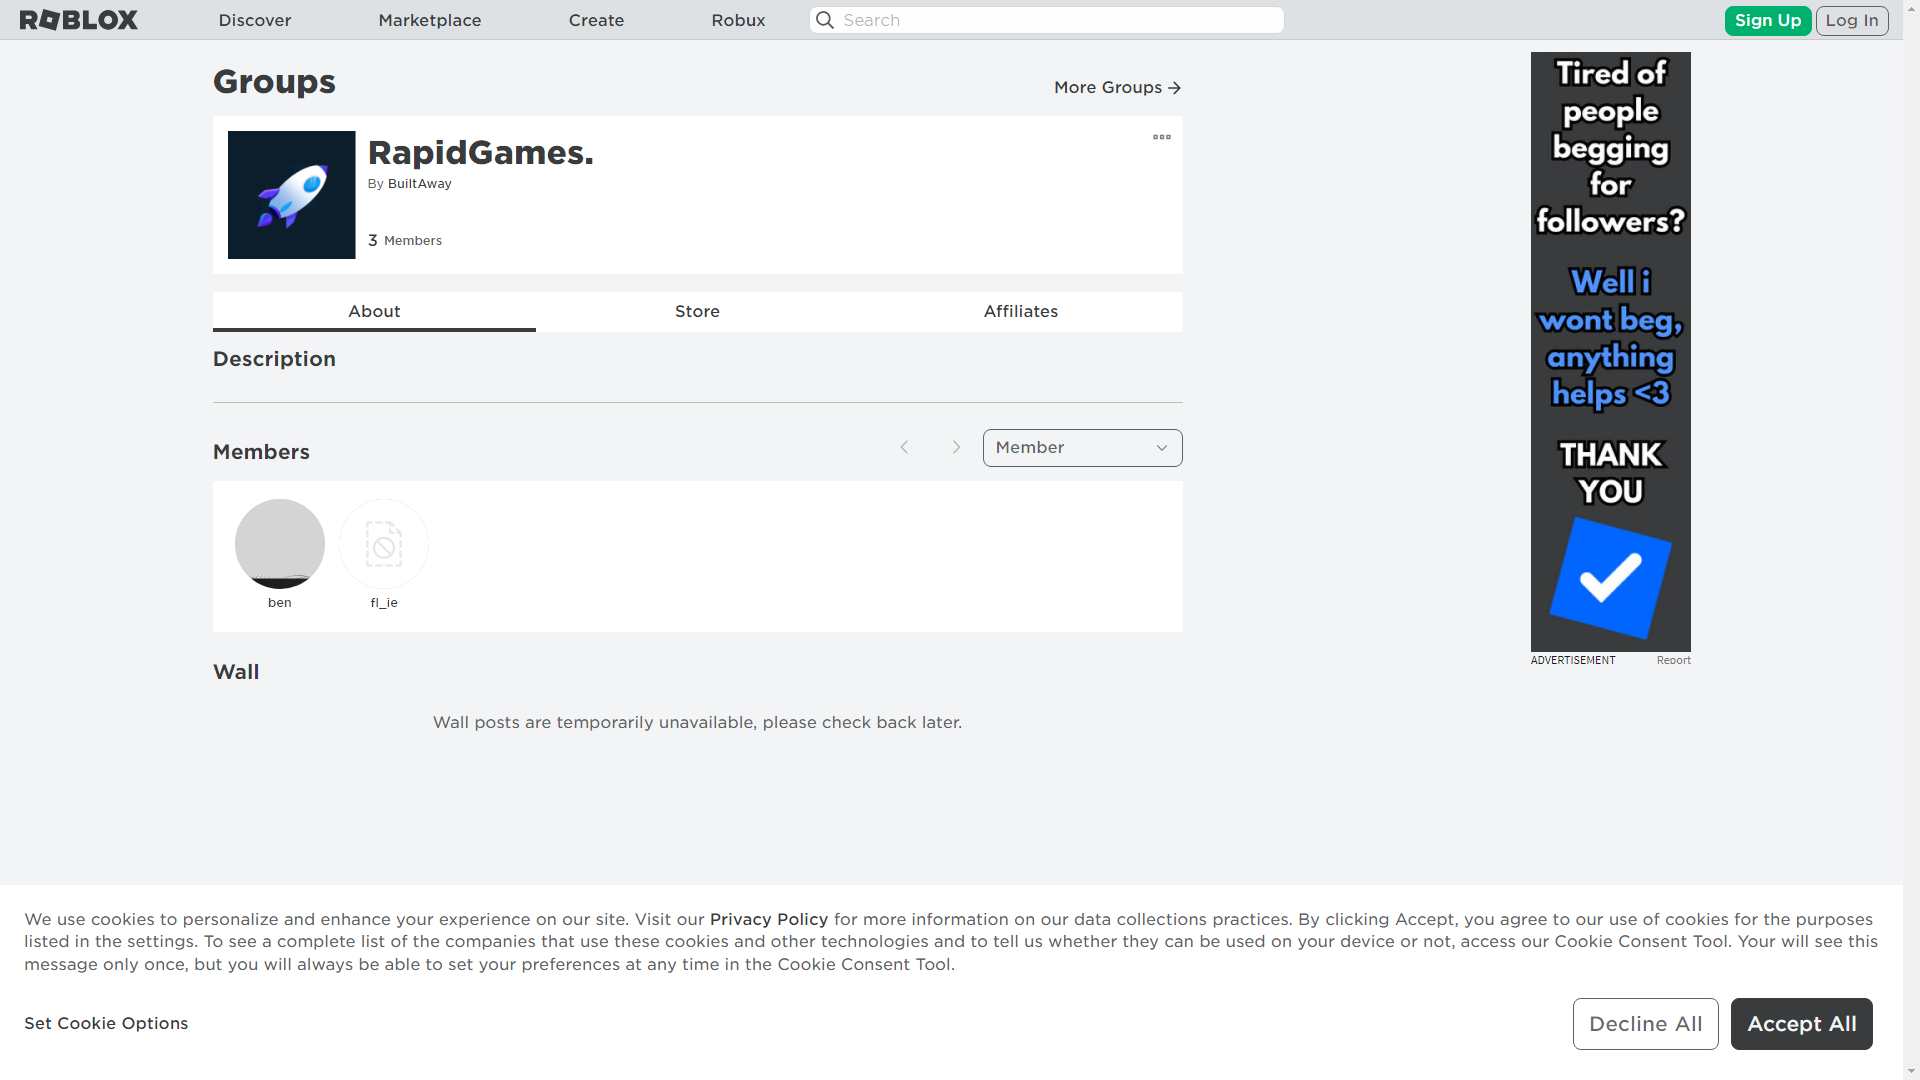 ROBLOX
Discover
Marketplace
Create
Robux
Search
Sign Up
Log In
Groups
More Groups
RapidGames.
By BuiltAway
3 Members
About
Store
Affiliates
Description
Members
Member
ben
fl_ie
Wall
Wall posts are temporarily unavailable, please check back later.
Tired of
people
begging
for
followers?
Well i
wont beg,
anything
helps <3
THANK
YOU
ADVERTISEMENT
Report
We use cookies to personalize and enhance your experience on our site. Visit our Privacy Policy for more information on our data collections practices. By clicking Accept, you agree to our use of cookies for the purposes
listed in the settings. To see a complete list of the companies that use these cookies and other technologies and to tell us whether they can be used on your device or not, access our Cookie Consent Tool. Your will see this
message only once, but you will always be able to set your preferences at any time in the Cookie Consent Tool.
Set Cookie Options
Decline All
Accept All